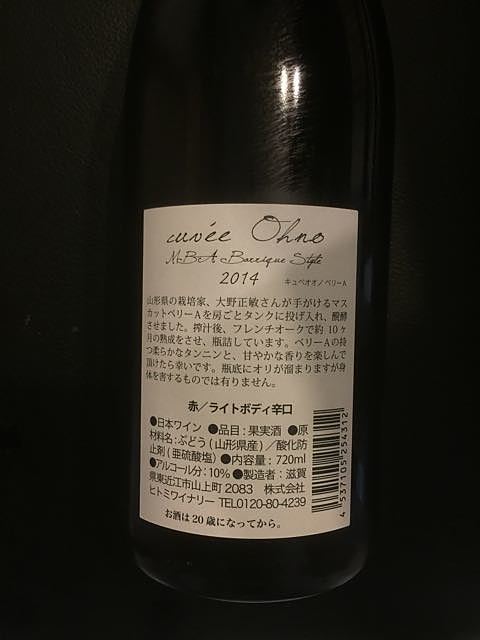 cuvée Ohno
MBA Barrique Style
2014 キュベオオノ ベリーA
山形県の栽培家、大野正敏さんが手がけるマス
カットベリーAを房ごとタンクに投げ入れ、醗酵
させました。搾汁後、フレンチオークで約10ヶ
月の熟成をさせ、瓶詰しています。ベリーAの持
つ柔らかなタンニンと、甘やかな香りを楽しんで
頂けたら幸いです。瓶底にオリが溜まりますが身
体を害するものでは有りません。
赤／ライトボディ辛口
●日本ワイン ●品目：果実酒 ●原
材料名：ぶどう(山形県産)／酸化防
止剤(亜硫酸塩) ●内容量：720ml
●アルコール分：10% ●製造者：滋賀
県東近江市山上町2083 株式会社
ヒトミワイナリー TEL0120-80-4239
お酒は20歳になってから。
4 537105 254312